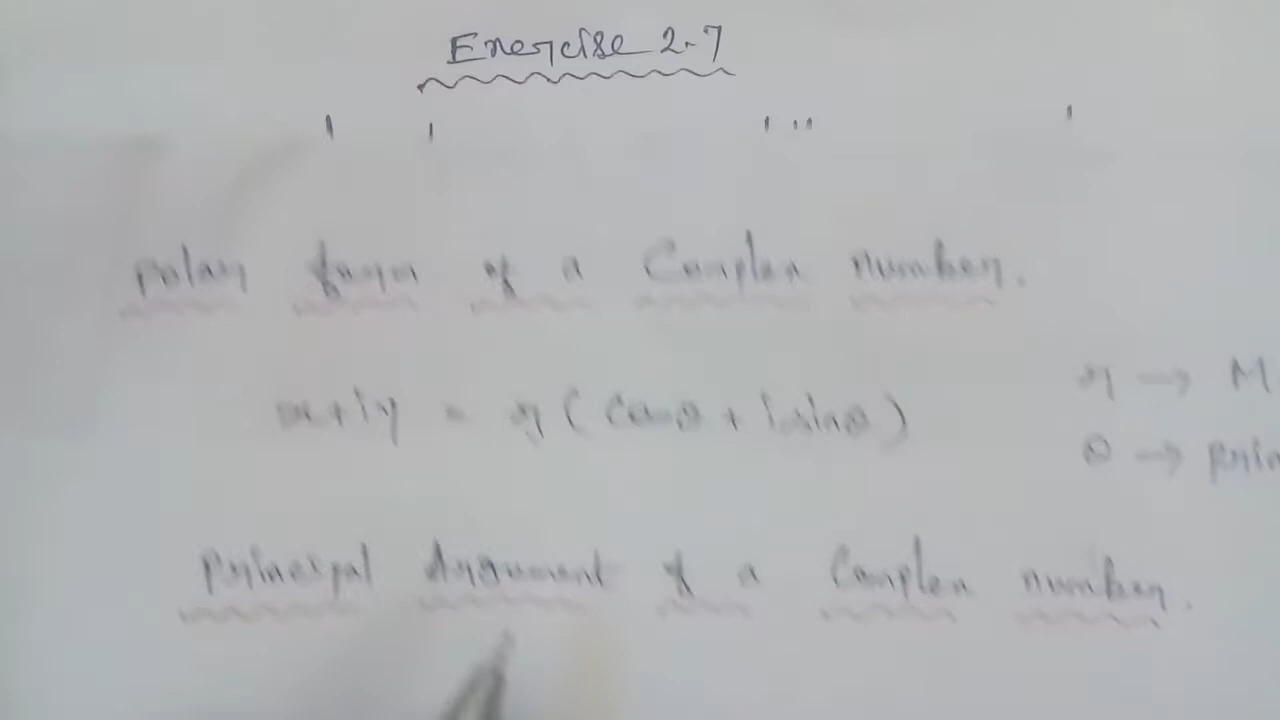 Exercise 2.7
Polar form of a Complex number.
x+iy = r(cosθ + isinθ)
r → M
θ → prin
principal Argument of a Complex number.